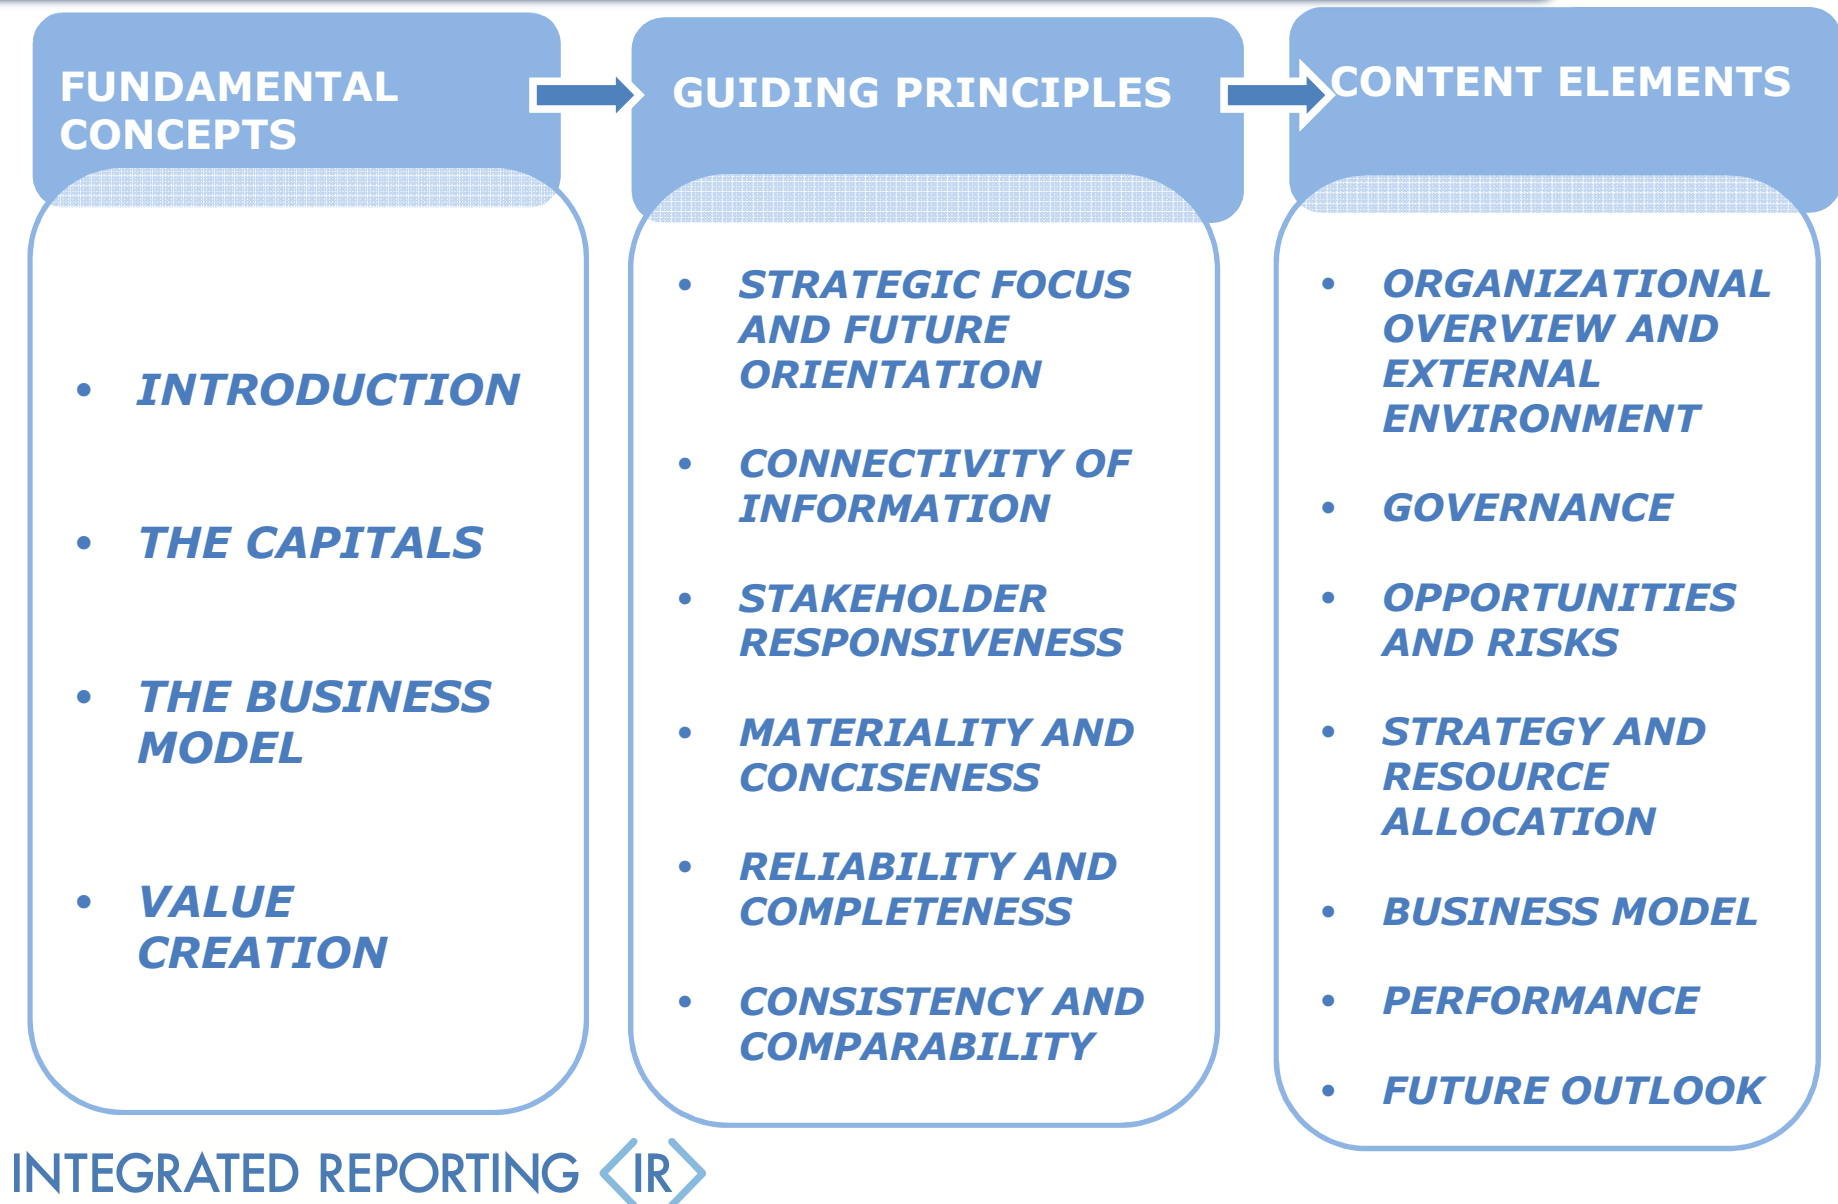 FUNDAMENTAL
CONCEPTS
• INTRODUCTION
• THE CAPITALS
• THE BUSINESS
MODEL
• VALUE
CREATION
GUIDING PRINCIPLES
• STRATEGIC FOCUS
AND FUTURE
ORIENTATION
• CONNECTIVITY OF
INFORMATION
• STAKEHOLDER
RESPONSIVENESS
• MATERIALITY AND
CONCISENESS
• RELIABILITY AND
COMPLETENESS
• CONSISTENCY AND
COMPARABILITY
CONTENT ELEMENTS
• ORGANIZATIONAL
OVERVIEW AND
EXTERNAL
ENVIRONMENT
• GOVERNANCE
• OPPORTUNITIES
AND RISKS
• STRATEGY AND
RESOURCE
ALLOCATION
• BUSINESS MODEL
• PERFORMANCE
• FUTURE OUTLOOK
INTEGRATED REPORTING <IR>